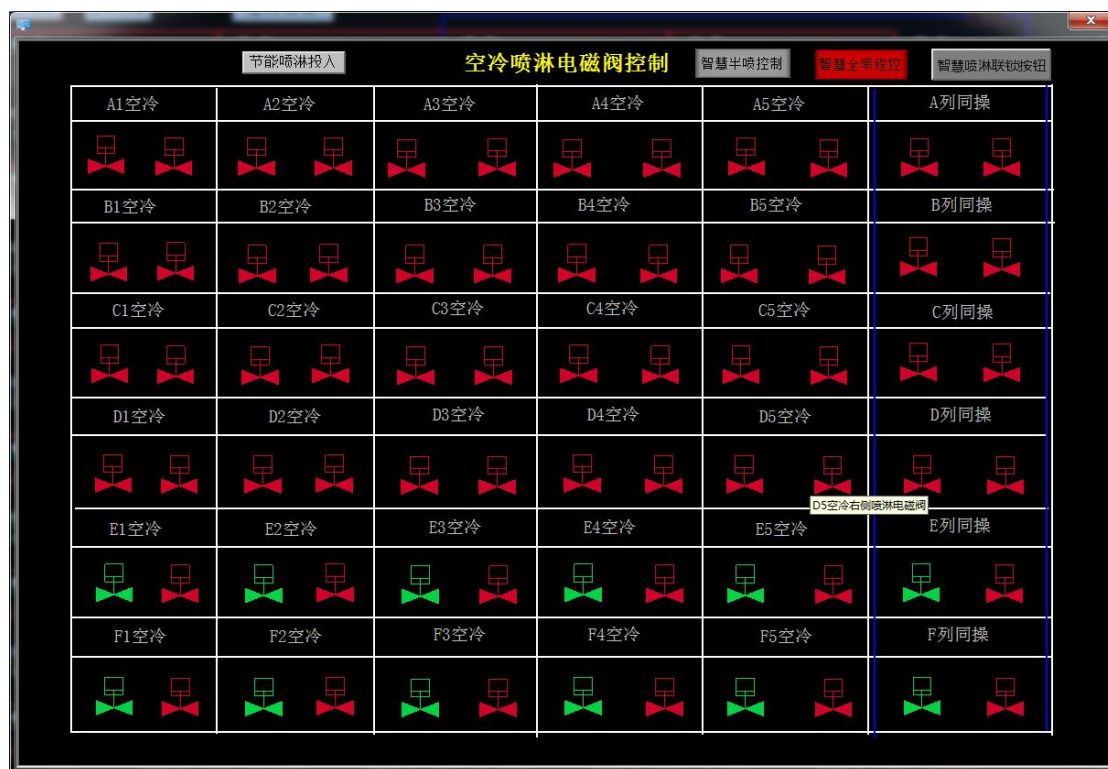 节能喷淋投入 空冷喷淋电磁阀控制 智慧半喷控制 智慧全喷程控 智慧喷淋联锁按钮
A1空冷 A2空冷 A3空冷 A4空冷 A5空冷 A列同操
B1空冷 B2空冷 B3空冷 B4空冷 B5空冷 B列同操
C1空冷 C2空冷 C3空冷 C4空冷 C5空冷 C列同操
D1空冷 D2空冷 D3空冷 D4空冷 D5空冷 D列同操
D5空冷右侧喷淋电磁阀
E1空冷 E2空冷 E3空冷 E4空冷 E5空冷 E列同操
F1空冷 F2空冷 F3空冷 F4空冷 F5空冷 F列同操